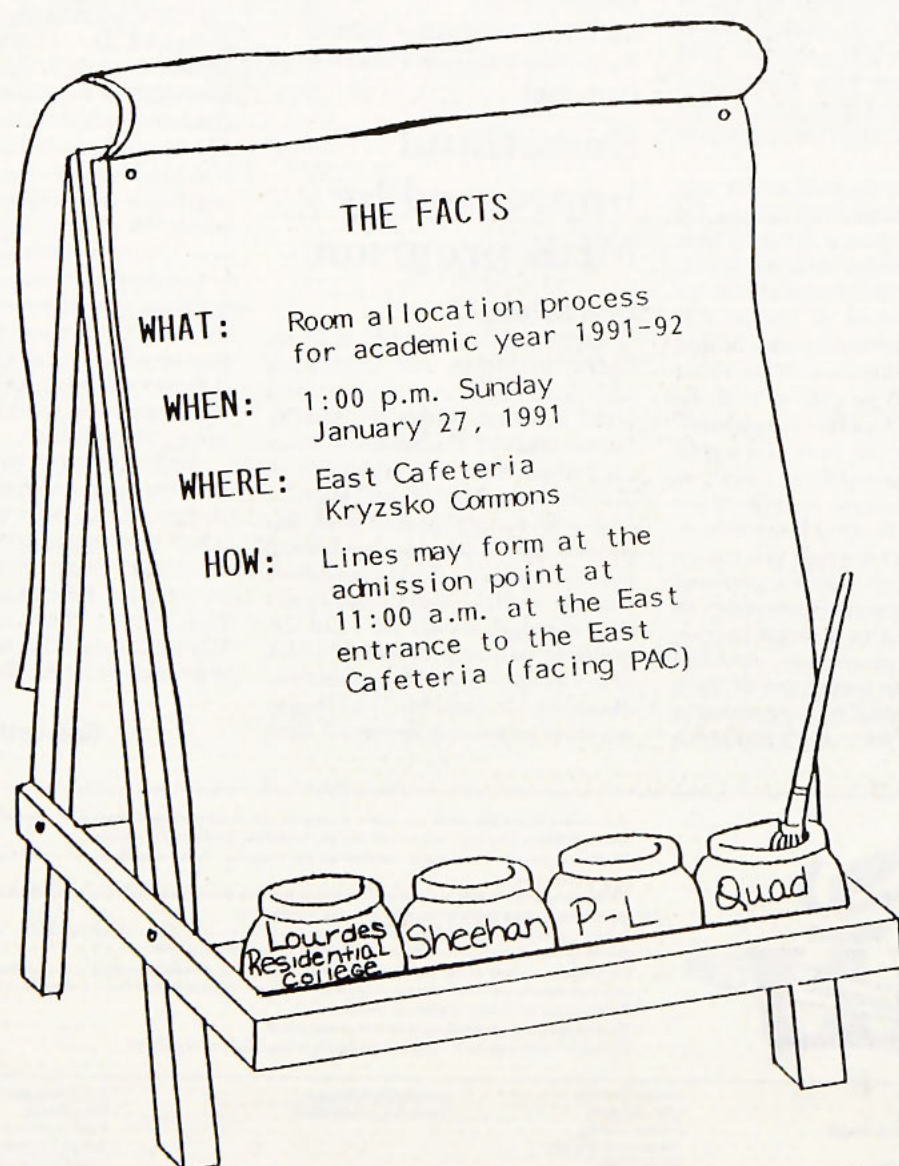 THE FACTS
WHAT: Room allocation process
for academic year 1991-92
WHEN: 1:00 p.m. Sunday
January 27, 1991
WHERE: East Cafeteria
Kryzsko Commons
HOW: Lines may form at the
admission point at
11:00 a.m. at the East
entrance to the East
Cafeteria (facing PAC)
Lourdes
Residential
College
Sheehan
P-L
Quad